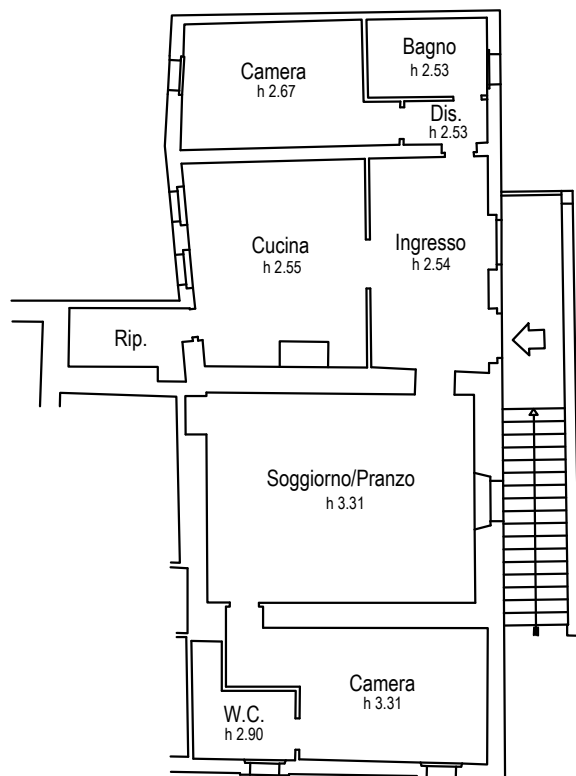 Camera
h 2.67
Bagno
h 2.53
Dis.
h 2.53
Cucina
h 2.55
Ingresso
h 2.54
Rip.
Soggiorno/Pranzo
h 3.31
Camera
h 3.31
W.C.
h 2.90